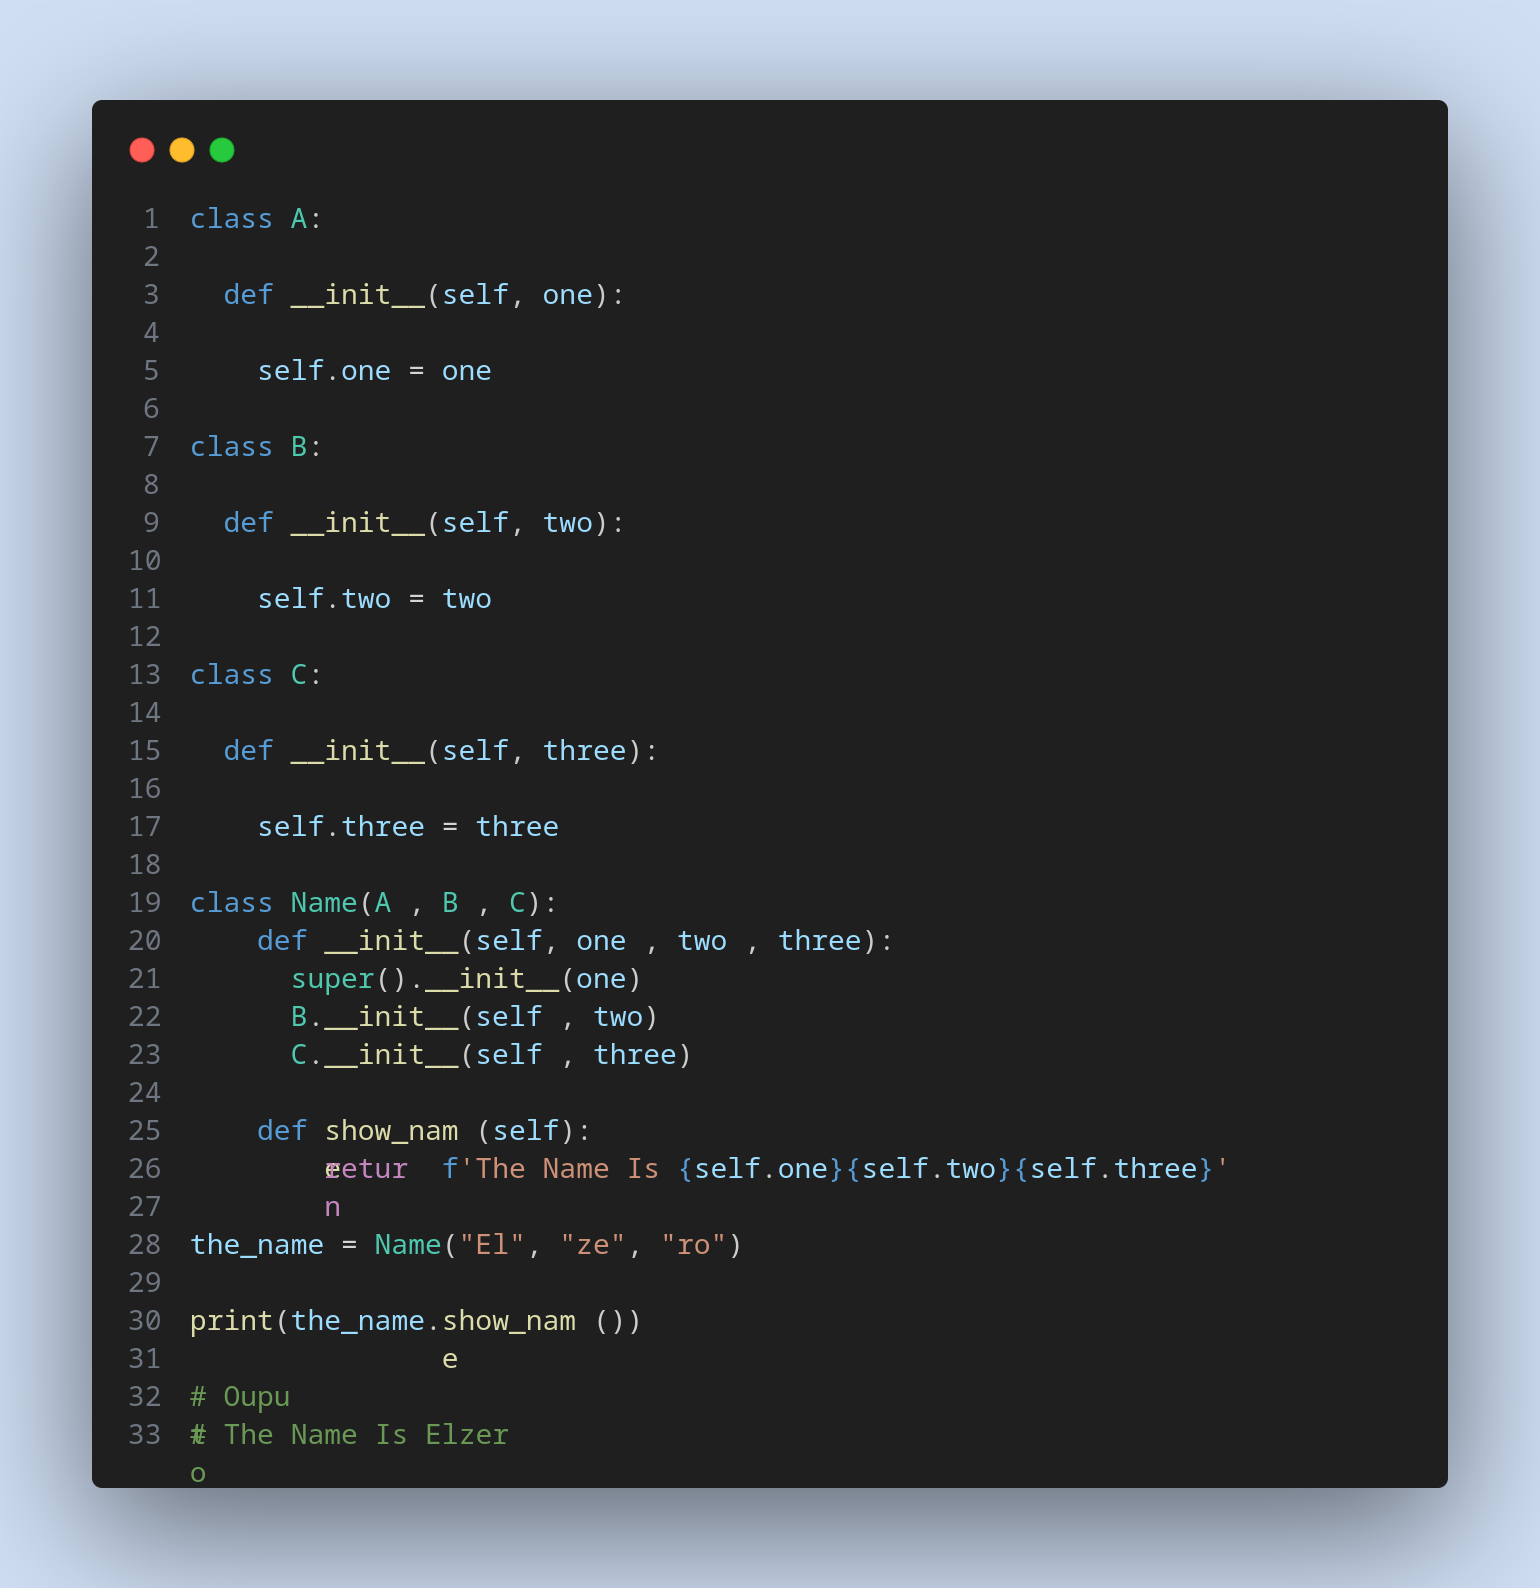 1 class A:
2
3   def __init__(self, one):
4
5     self.one = one
6
7 class B:
8
9   def __init__(self, two):
10
11     self.two = two
12
13 class C:
14
15   def __init__(self, three):
16
17     self.three = three
18
19 class Name(A , B , C):
20     def __init__(self, one , two , three):
21       super().__init__(one)
22       B.__init__(self , two)
23       C.__init__(self , three)
24
25     def show_name(self):
26         return f'The Name Is {self.one}{self.two}{self.three}'
27
28 the_name = Name("El", "ze", "ro")
29
30 print(the_name.show_name())
31
32 # Ouput
33 # The Name Is Elzero